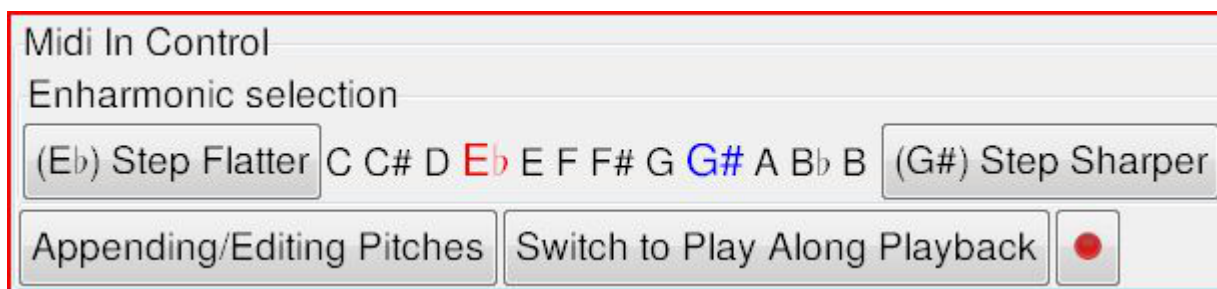 Midi In Control
Enharmonic selection
(E♭) Step Flatter C C# D E♭ E F F# G G# A B♭ B (G#) Step Sharper
Appending/Editing Pitches Switch to Play Along Playback